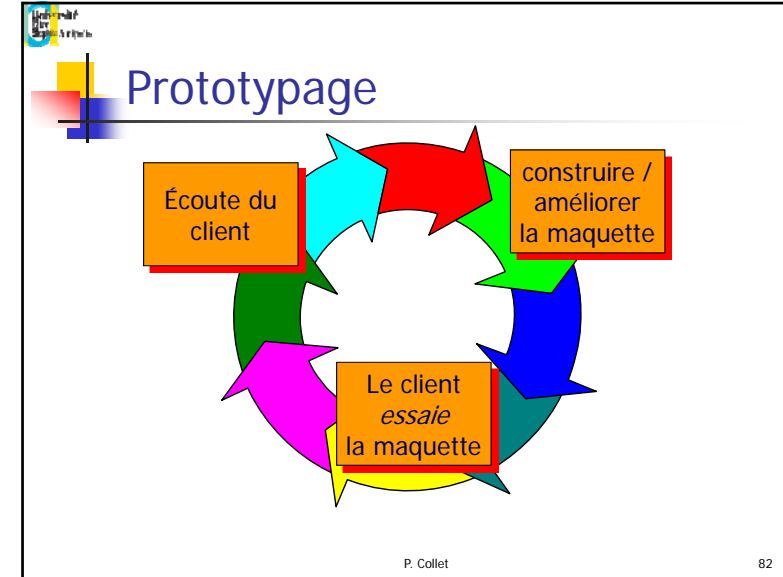 Prototypage
Écoute du
client
construire /
améliorer
la maquette
Le client
essaie
la maquette
P. Collet
82